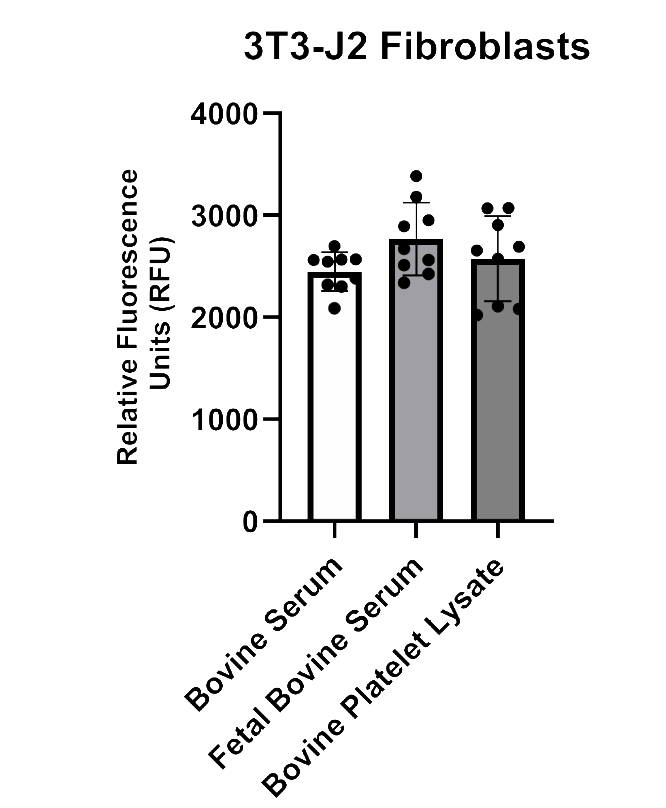 3T3-J2 Fibroblasts
Relative Fluorescence
Units (RFU)
4000
3000
2000
1000
0
Bovine Serum
Fetal Bovine Serum
Bovine Platelet Lysate